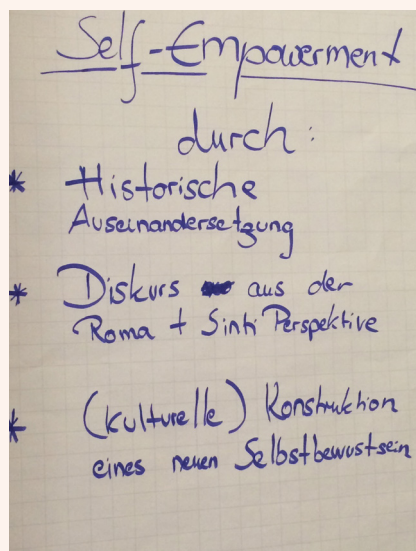 Self-Empowerment
durch:
* Historische
Auseinandersetzung
* Diskurs aus der
Roma + Sinti Perspektive
* (kulturelle) Konstruktion
eines neuen Selbstbewustsein